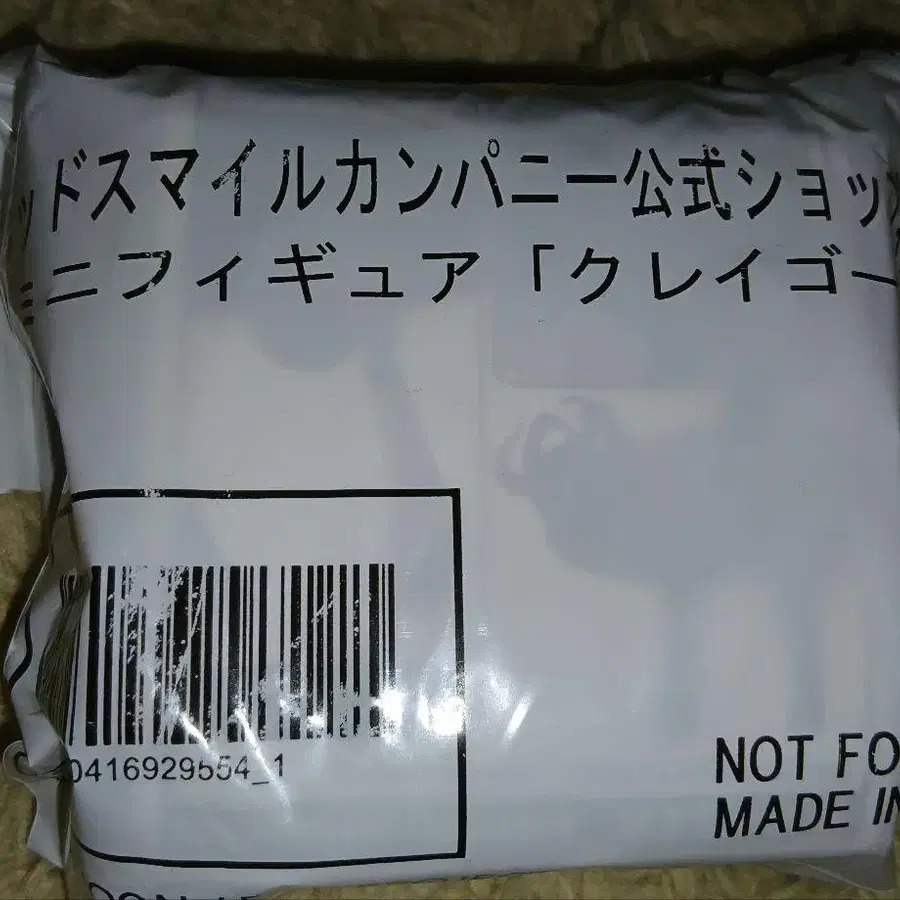 ッドスマイルカンパニー公式ショッ
ミニフィギュア「クレイゴー
0416929554_1
NOT FO
MADE IN